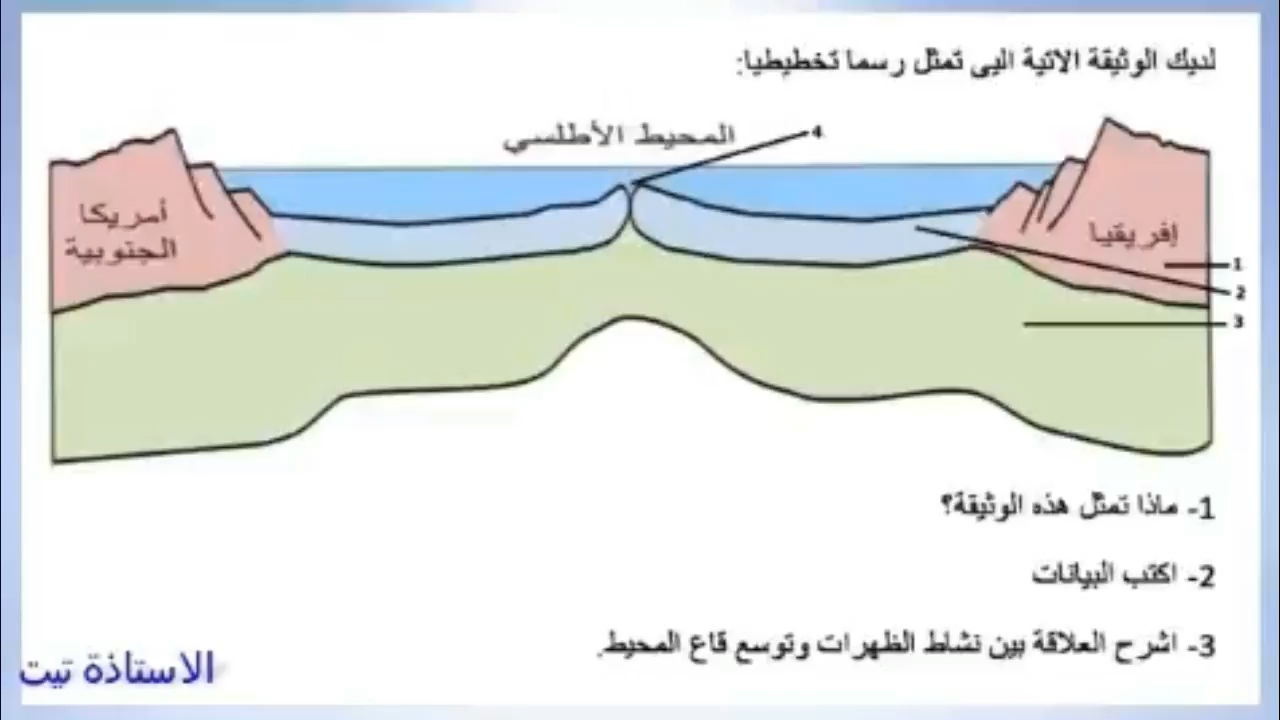 لديك الوثيقة الاتية اليى تمثل رسما تخطيطيا:
المحيط الأطلسي
4
أمريكا
الجنوبية
إفريقيا
1
2
3
1- ماذا تمثل هذه الوثيقة؟
2- اكتب البيانات
3- اشرح العلاقة بين نشاط الظهرات وتوسع قاع المحيط.
الاستاذة تيت